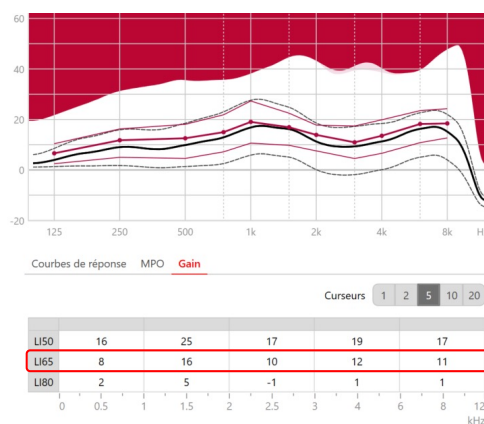 60
40
20
0
-20
125 250 500 1k 2k 4k 8k H
Courbes de réponse MPO Gain
Curseurs 1 2 5 10 20
LI50 16 25 17 19 17
LI65 8 16 10 12 11
LI80 2 5 -1 1 1
0 0.5 1 1.5 2 2.5 3 4 6 8 12
kHz